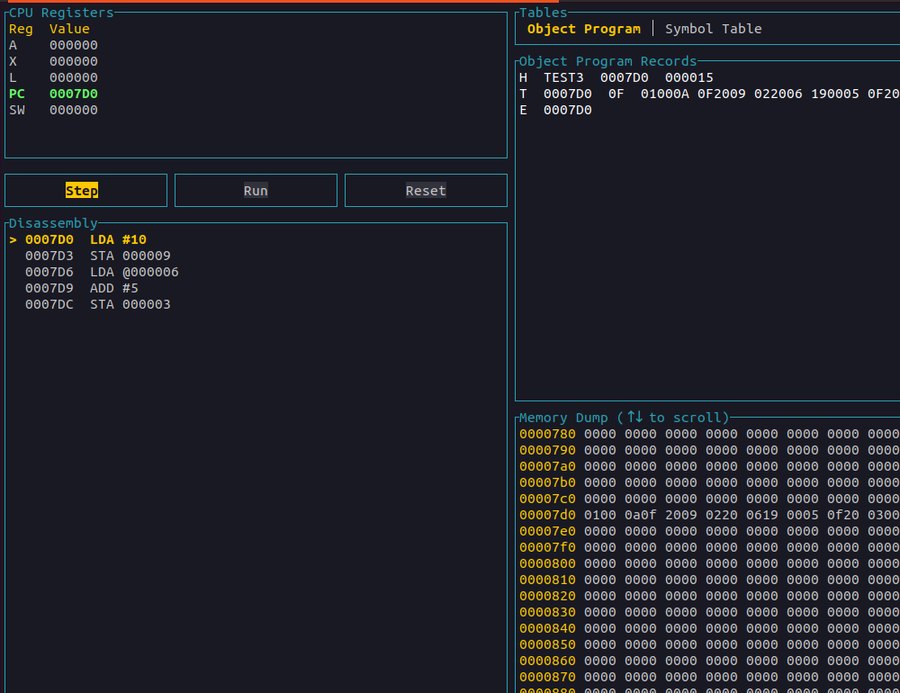 CPU Registers
Reg Value
A 000000
X 000000
L 000000
PC 0007D0
SW 000000
Step
Run
Reset
Disassembly
> 0007D0 LDA #10
0007D3 STA 000009
0007D6 LDA @000006
0007D9 ADD #5
0007DC STA 000003
Tables
Object Program | Symbol Table
Object Program Records
H TEST3 0007D0 000015
T 0007D0 0F 01000A 0F2009 022006 190005 0F20
E 0007D0
Memory Dump (↑↓ to scroll)
0000780 0000 0000 0000 0000 0000 0000 0000 0000
0000790 0000 0000 0000 0000 0000 0000 0000 0000
00007a0 0000 0000 0000 0000 0000 0000 0000 0000
00007b0 0000 0000 0000 0000 0000 0000 0000 0000
00007c0 0000 0000 0000 0000 0000 0000 0000 0000
00007d0 0100 0a0f 2009 0220 0619 0005 0f20 0300
00007e0 0000 0000 0000 0000 0000 0000 0000 0000
00007f0 0000 0000 0000 0000 0000 0000 0000 0000
0000800 0000 0000 0000 0000 0000 0000 0000 0000
0000810 0000 0000 0000 0000 0000 0000 0000 0000
0000820 0000 0000 0000 0000 0000 0000 0000 0000
0000830 0000 0000 0000 0000 0000 0000 0000 0000
0000840 0000 0000 0000 0000 0000 0000 0000 0000
0000850 0000 0000 0000 0000 0000 0000 0000 0000
0000860 0000 0000 0000 0000 0000 0000 0000 0000
0000870 0000 0000 0000 0000 0000 0000 0000 0000
0000880 0000 0000 0000 0000 0000 0000 0000 0000